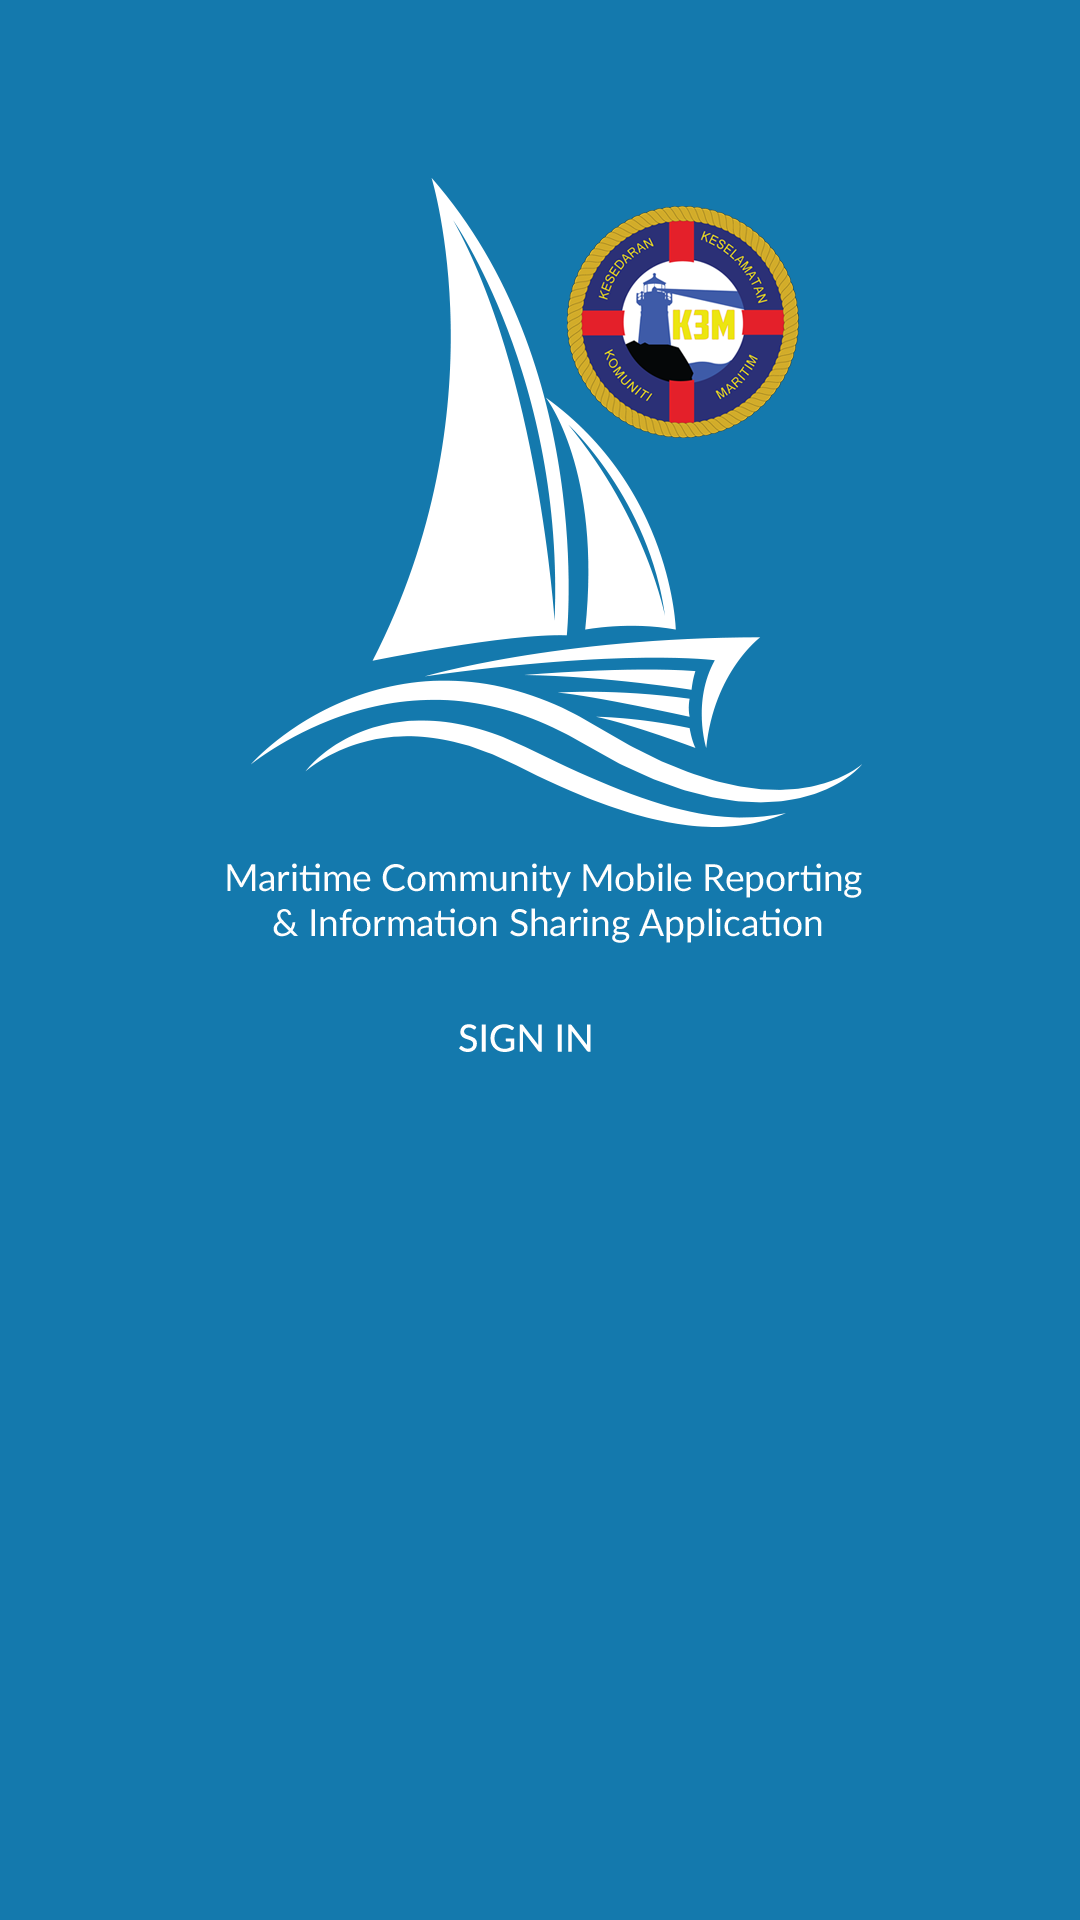 KESEDARAN
KESELAMATAN
K3M
KOMUNITI
MARITIM
Maritime Community Mobile Reporting
& Information Sharing Application
SIGN IN